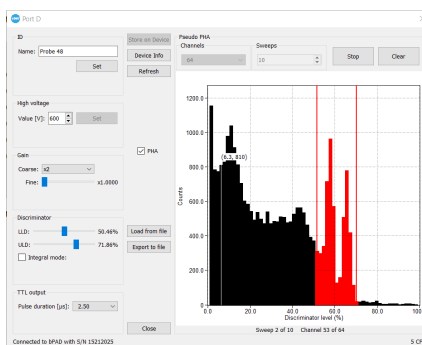 Port D
ID
Name: Probe 48
Set
High voltage
Value [V]: 600
Set
Gain
Coarse: x2
Fine: x1.0000
Discriminator
LLD: 50.46%
ULD: 71.86%
Integral mode:
TTL output
Pulse duration [µs]: 2.50
Store on Device
Device Info
Refresh
PHA
Load from file
Export to file
Close
Pseudo PHA
Channels
64
Sweeps
10
Stop
Clear
1200.0
1000.0
800.0
600.0
400.0
200.0
0.0
Counts
(6.3, 810)
0.0 20.0 40.0 60.0 80.0 100
Discriminator level (%)
Sweep 2 of 10 Channel 53 of 64
Connected to bPAD with S/N 15212025